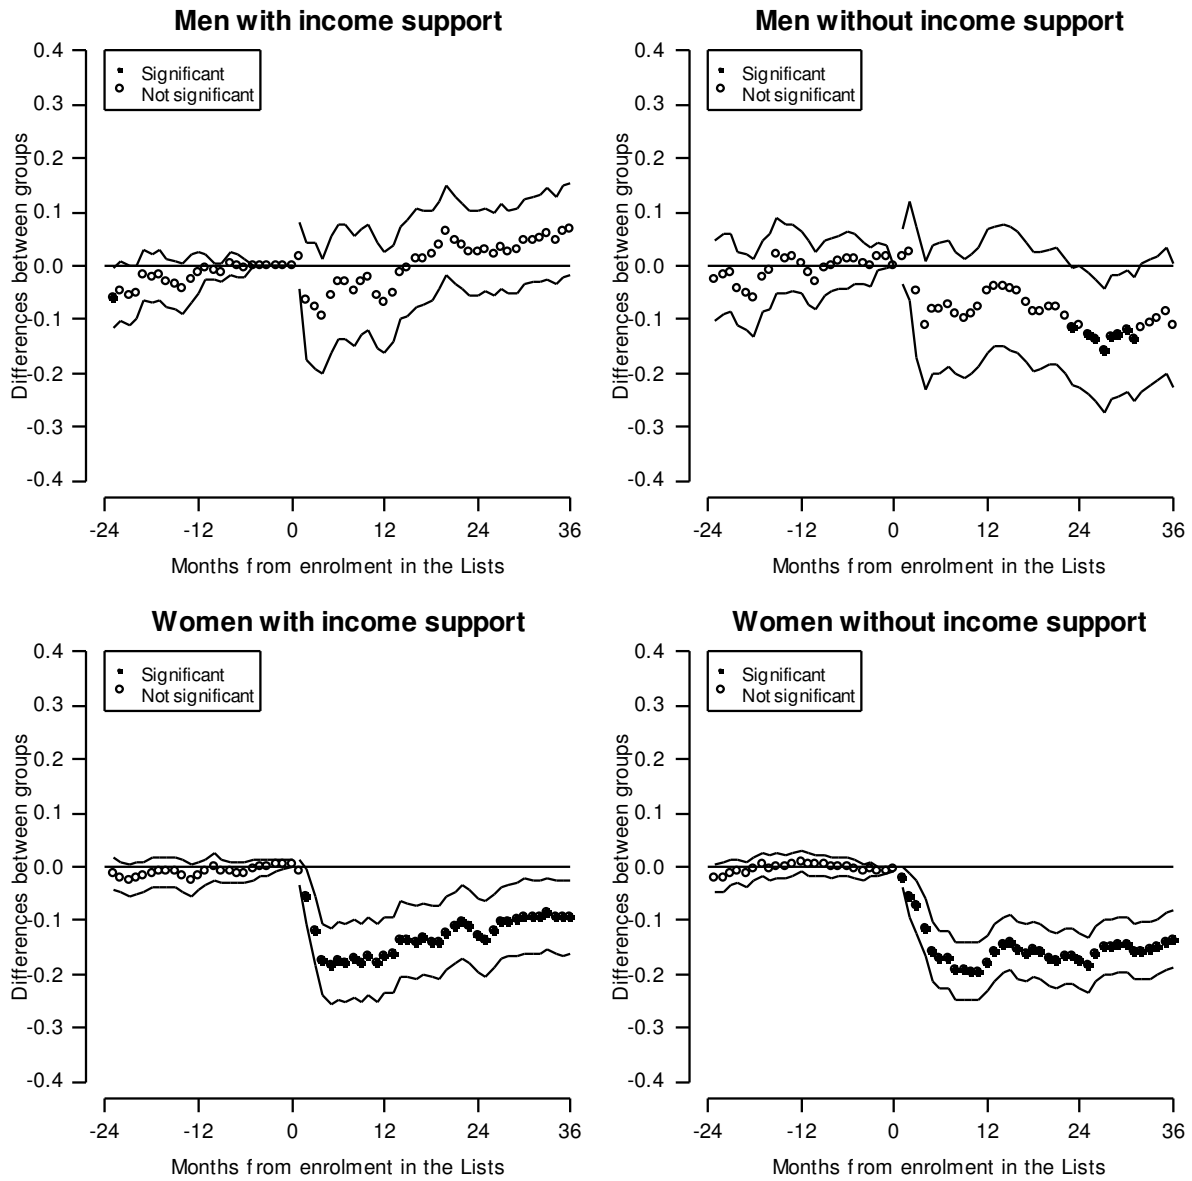 Men with income support
Significant
Not significant
Differences between groups
0.4
0.3
0.2
0.1
0.0
-0.1
-0.2
-0.3
-0.4
-24 -12 0 12 24 36
Months from enrolment in the Lists
Men without income support
Significant
Not significant
Differences between groups
0.4
0.3
0.2
0.1
0.0
-0.1
-0.2
-0.3
-0.4
-24 -12 0 12 24 36
Months from enrolment in the Lists
Women with income support
Significant
Not significant
Differences between groups
0.4
0.3
0.2
0.1
0.0
-0.1
-0.2
-0.3
-0.4
-24 -12 0 12 24 36
Months from enrolment in the Lists
Women without income support
Significant
Not significant
Differences between groups
0.4
0.3
0.2
0.1
0.0
-0.1
-0.2
-0.3
-0.4
-24 -12 0 12 24 36
Months from enrolment in the Lists